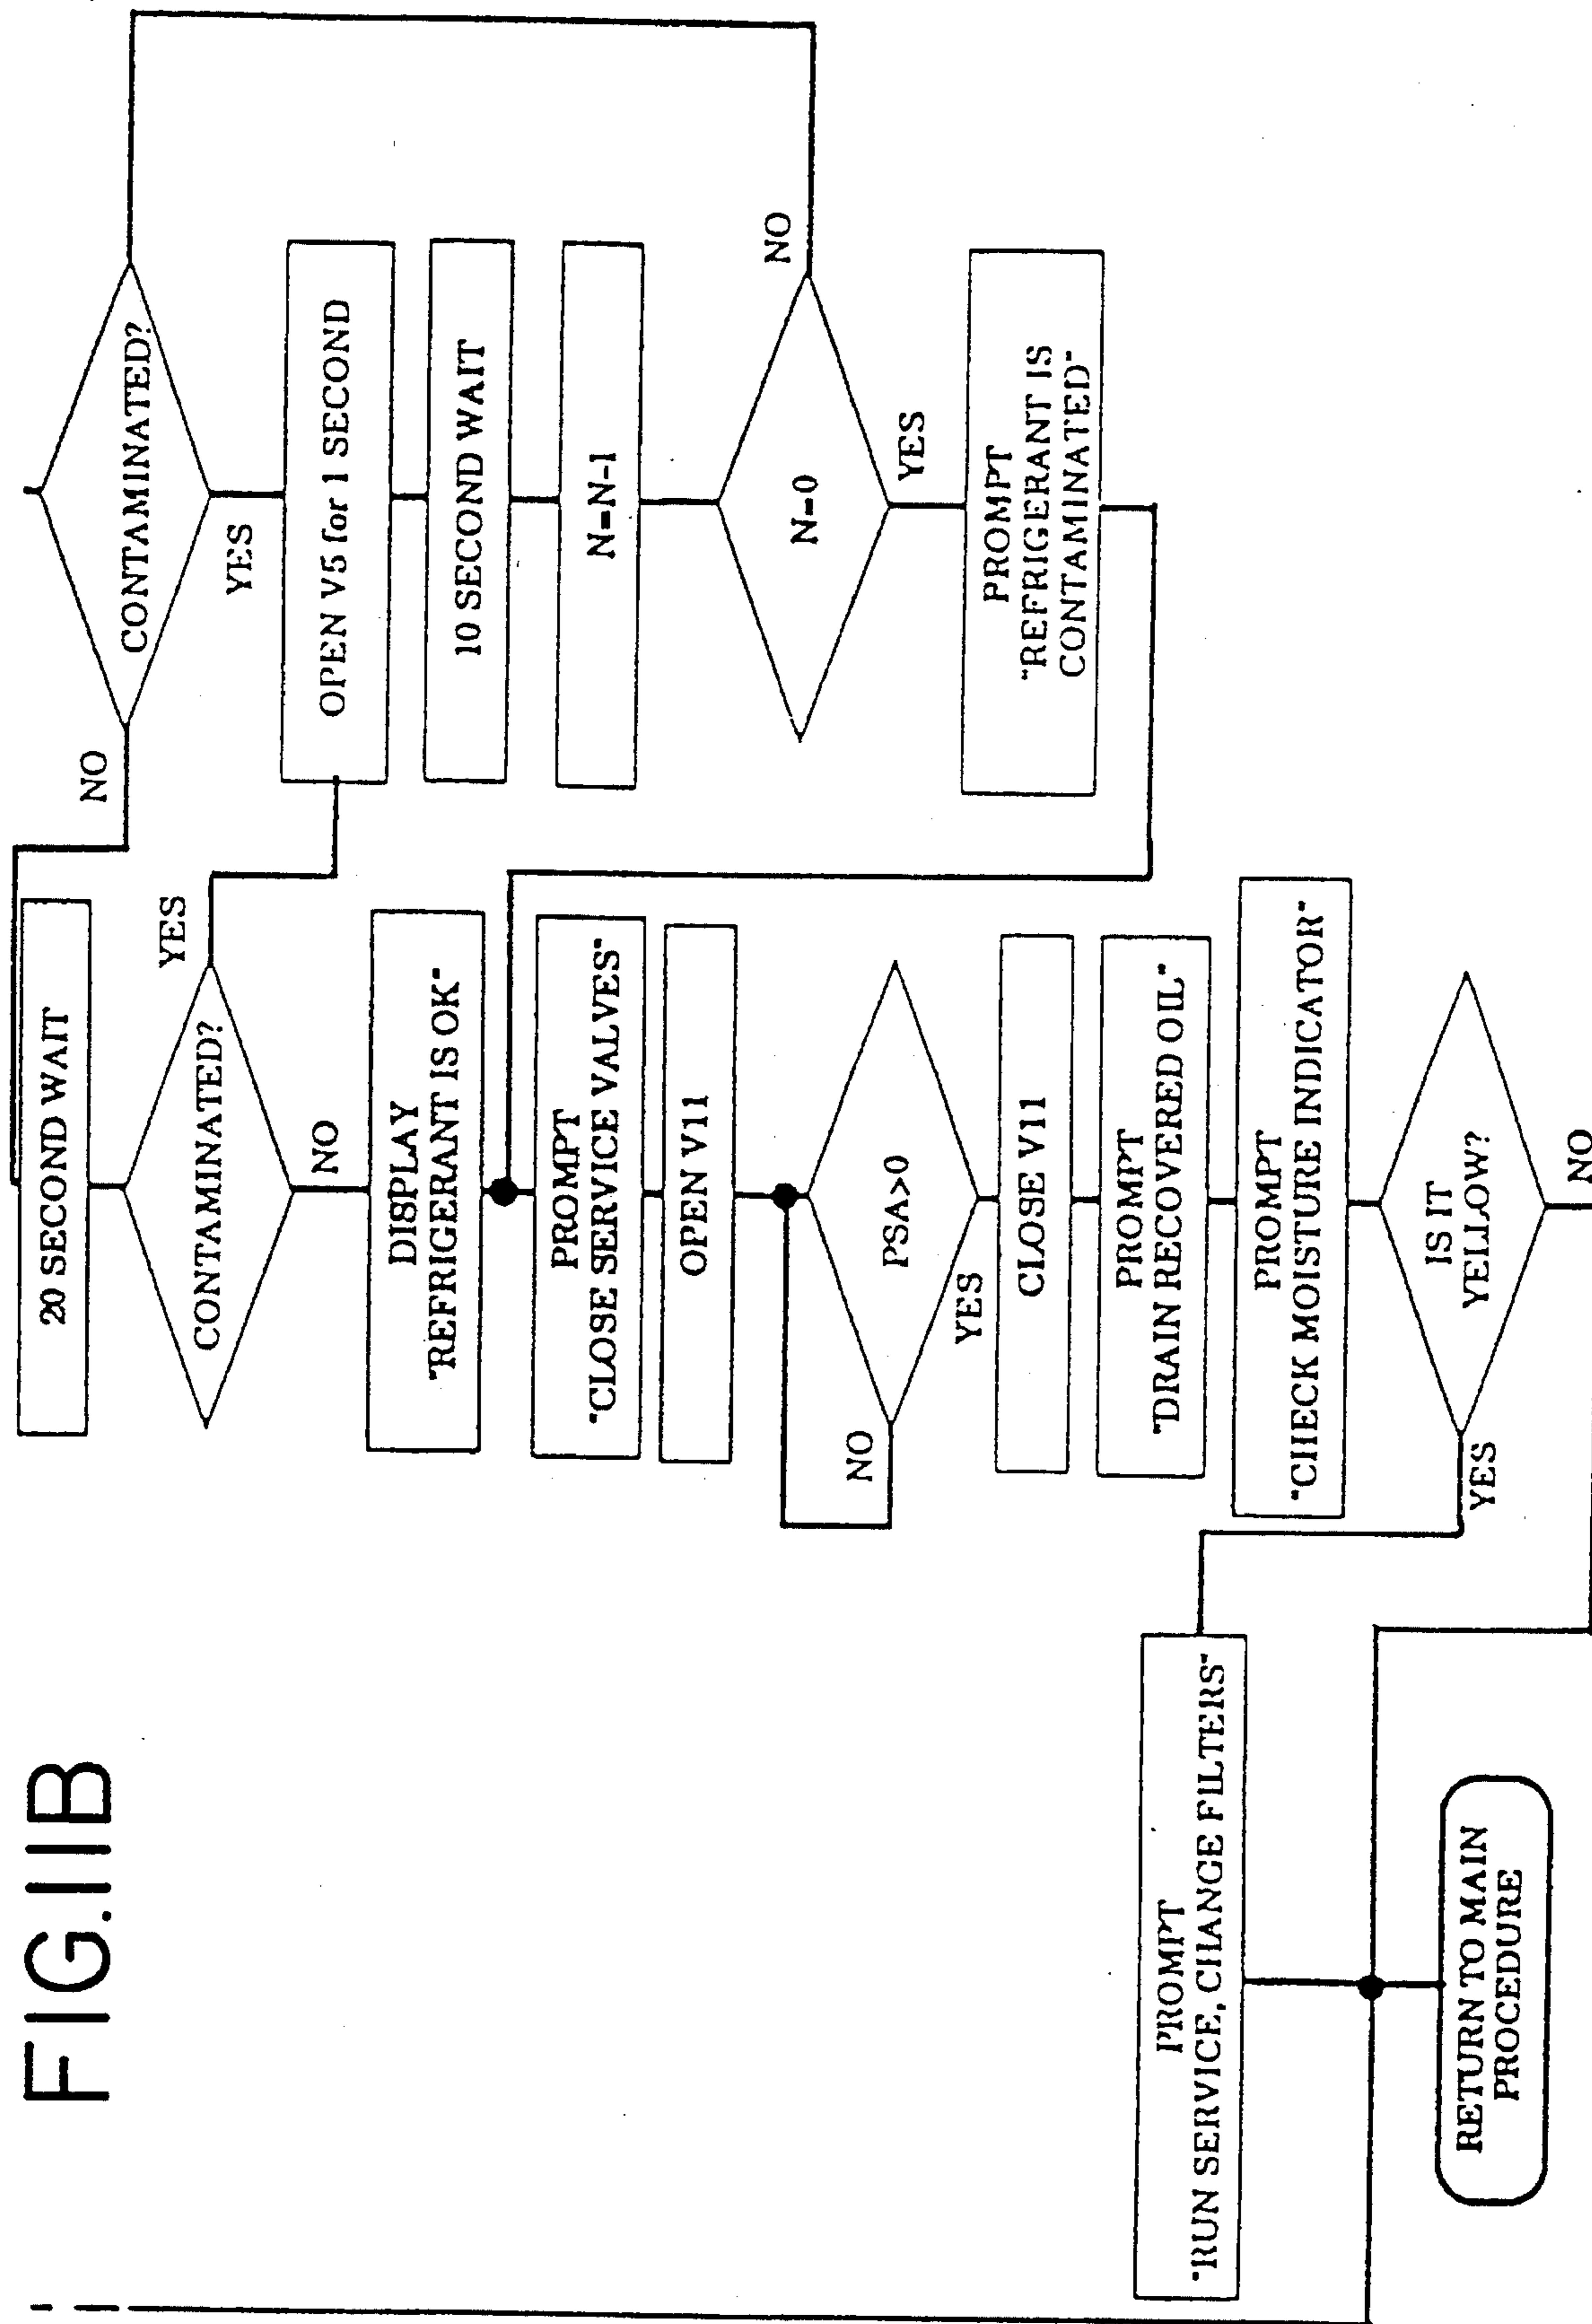 FIG.11B
CONTAMINATED?
NO
YES
OPEN V5 for 1 SECOND
10 SECOND WAIT
N=N-1
N=0
NO
YES
PROMPT
"REFRIGERANT IS
CONTAMINATED"
20 SECOND WAIT
CONTAMINATED?
YES
NO
DISPLAY
"REFRIGERANT IS OK"
PROMPT
"CLOSE SERVICE VALVES"
OPEN V11
PSA>0
NO
YES
CLOSE V11
PROMPT
"DRAIN RECOVERED OIL"
PROMPT
"CHECK MOISTURE INDICATOR"
IS IT
YELLOW?
YES
NO
PROMPT
"RUN SERVICE, CHANGE FILTERS"
RETURN TO MAIN
PROCEDURE